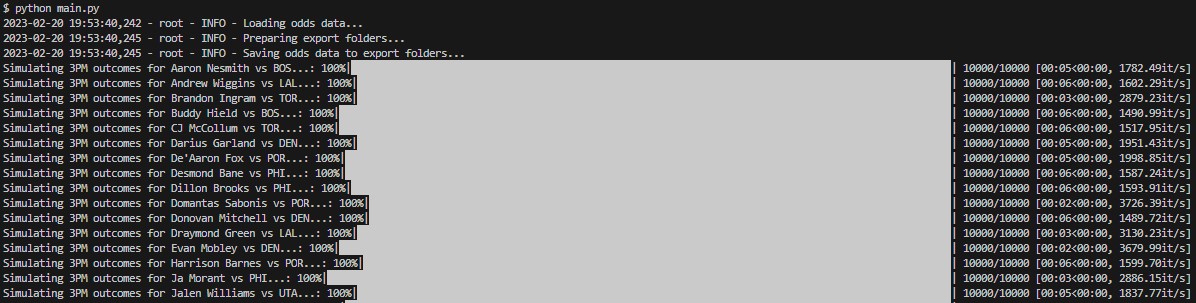 $ python main.py
2023-02-20 19:53:40,242 - root - INFO - Loading odds data...
2023-02-20 19:53:40,245 - root - INFO - Preparing export folders...
2023-02-20 19:53:40,245 - root - INFO - Saving odds data to export folders...
Simulating 3PM outcomes for Aaron Nesmith vs BOS...: 100%| | 10000/10000 [00:05<00:00, 1782.49it/s]
Simulating 3PM outcomes for Andrew Wiggins vs LAL...: 100%| | 10000/10000 [00:06<00:00, 1602.29it/s]
Simulating 3PM outcomes for Brandon Ingram vs TOR...: 100%| | 10000/10000 [00:03<00:00, 2879.23it/s]
Simulating 3PM outcomes for Buddy Hield vs BOS...: 100%| | 10000/10000 [00:06<00:00, 1490.99it/s]
Simulating 3PM outcomes for CJ McCollum vs TOR...: 100%| | 10000/10000 [00:06<00:00, 1517.95it/s]
Simulating 3PM outcomes for Darius Garland vs DEN...: 100%| | 10000/10000 [00:05<00:00, 1951.43it/s]
Simulating 3PM outcomes for De'Aaron Fox vs POR...: 100%| | 10000/10000 [00:05<00:00, 1998.85it/s]
Simulating 3PM outcomes for Desmond Bane vs PHI...: 100%| | 10000/10000 [00:06<00:00, 1587.24it/s]
Simulating 3PM outcomes for Dillon Brooks vs PHI...: 100%| | 10000/10000 [00:06<00:00, 1593.91it/s]
Simulating 3PM outcomes for Domantas Sabonis vs POR...: 100%| | 10000/10000 [00:02<00:00, 3726.39it/s]
Simulating 3PM outcomes for Donovan Mitchell vs DEN...: 100%| | 10000/10000 [00:06<00:00, 1489.72it/s]
Simulating 3PM outcomes for Draymond Green vs LAL...: 100%| | 10000/10000 [00:03<00:00, 3130.23it/s]
Simulating 3PM outcomes for Evan Mobley vs DEN...: 100%| | 10000/10000 [00:02<00:00, 3679.99it/s]
Simulating 3PM outcomes for Harrison Barnes vs POR...: 100%| | 10000/10000 [00:06<00:00, 1599.70it/s]
Simulating 3PM outcomes for Ja Morant vs PHI...: 100%| | 10000/10000 [00:03<00:00, 2886.15it/s]
Simulating 3PM outcomes for Jalen Williams vs UTA...: 100%| | 10000/10000 [00:05<00:00, 1837.77it/s]